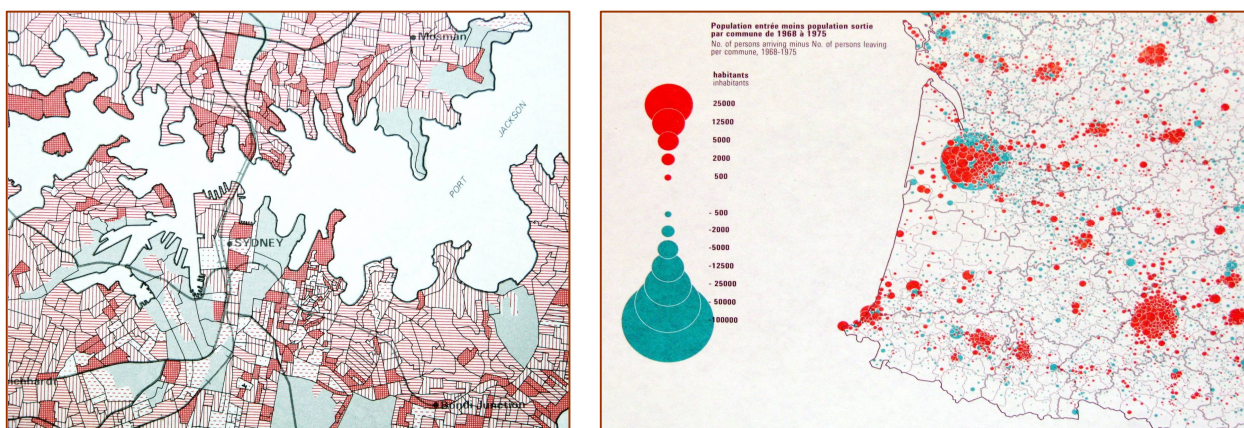 Mosman
JACKSON
PORT
SYDNEY
Bondi Junction
Population entrée moins population sortie
par commune de 1968 à 1975
No. of persons arriving minus No. of persons leaving
per commune, 1968-1975
habitants
inhabitants
25000
12500
5000
2000
500
- 500
-2000
-5000
-12500
- 25000
- 50000
-100000